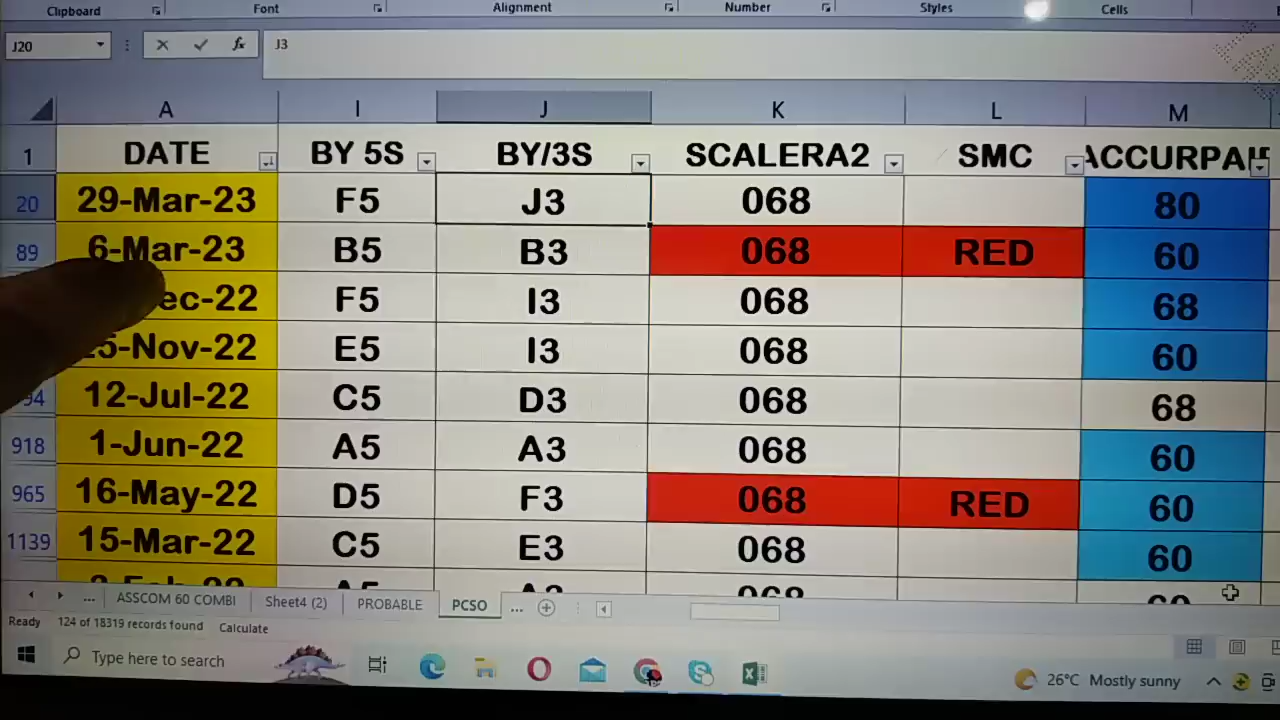 Clipboard Font Alignment Number Styles Cells
J20 fx J3
A I J K L M
1 DATE BY 5S BY/3S SCALERA2 SMC
20 29-Mar-23 F5 J3 068 80
89 6-Mar-23 B5 B3 068 RED 60
ec-22 F5 I3 068 68
5-Nov-22 E5 I3 068 60
94 12-Jul-22 C5 D3 068 68
918 1-Jun-22 A5 A3 068 60
965 16-May-22 D5 F3 068 RED 60
1139 15-Mar-22 C5 E3 068 60
... ASSCOM 60 COMBI Sheet4 (2) PROBABLE PCSO ...
Ready 124 of 18319 records found Calculate
Type here to search 26°C Mostly sunny